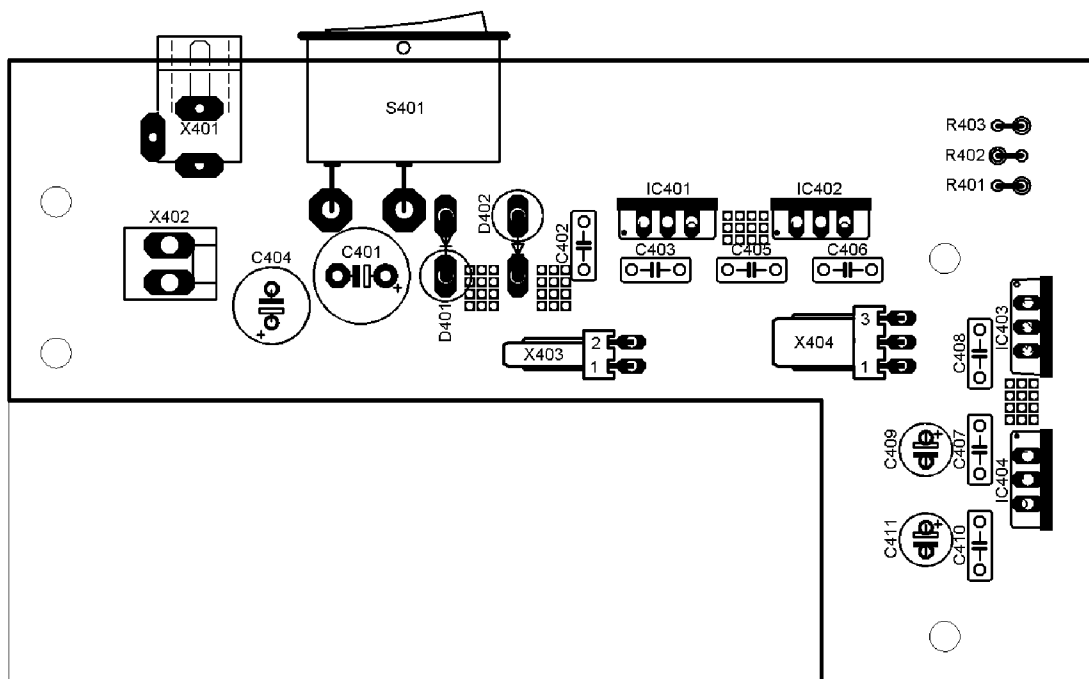 S401
X401
R403
R402
R401
X402
D402
IC401
IC402
C404
C401
C402
C403
C405
C406
+
+
D401
X403
2
1
X404
3
1
IC403
C408
C409
+
C407
IC404
C411
+
C410